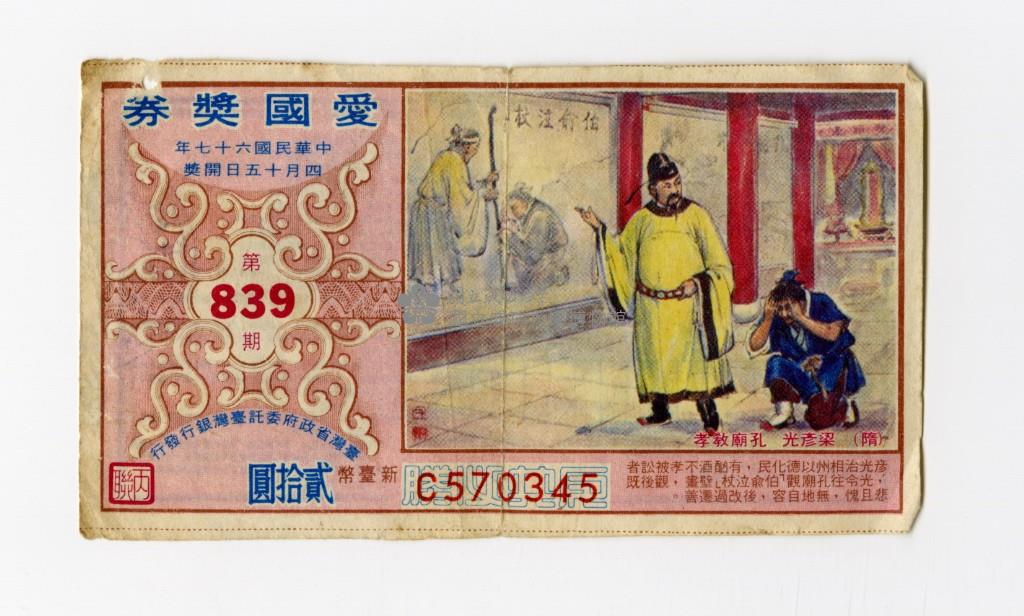 愛國獎券
中華民國六十七年
四月十五日開獎
第
839
期
臺灣省政府委託臺灣銀行發行
丙聯
新臺幣 貳拾圓
C570345
伯俞泣杖
(隋) 梁彥光 孔廟教孝
彥光治相州以德化民，有酗酒不孝被訟者
，光令往孔廟觀「伯俞泣杖」壁畫，觀後既
悲且愧，無地自容，後改過遷善。